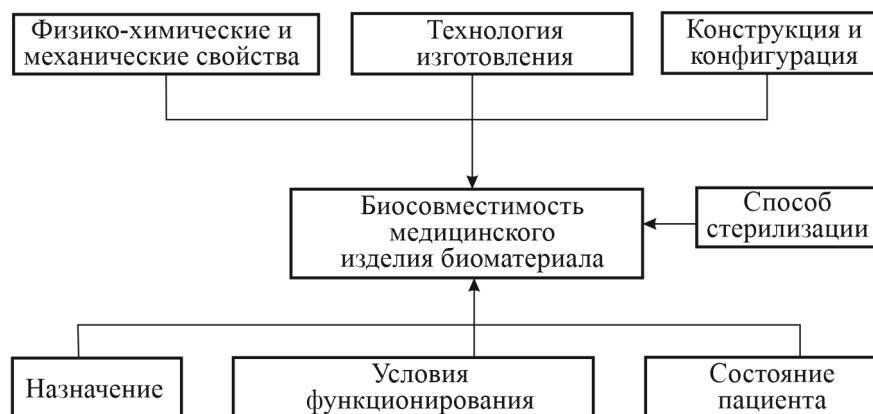 Физико-химические и
механические свойства
Технология
изготовления
Конструкция и
конфигурация
Биосовместимость
медицинского
изделия биоматериала
Способ
стерилизации
Назначение
Условия
функционирования
Состояние
пациента